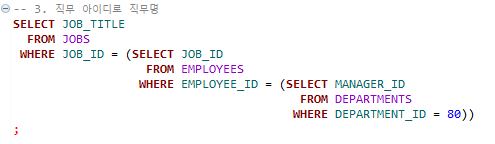 -- 3. 직무 아이디로 직무명
SELECT JOB_TITLE
FROM JOBS
WHERE JOB_ID = (SELECT JOB_ID
FROM EMPLOYEES
WHERE EMPLOYEE_ID = (SELECT MANAGER_ID
FROM DEPARTMENTS
WHERE DEPARTMENT_ID = 80))
;